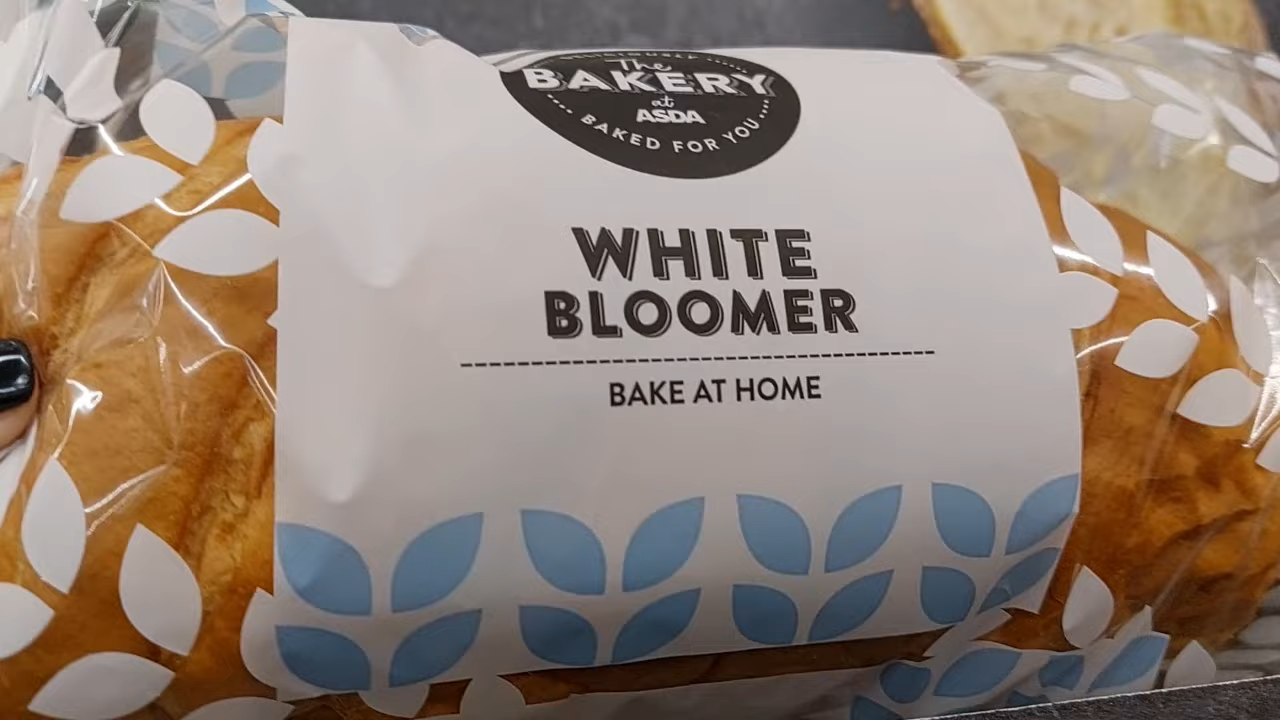 The
BAKERY
at
ASDA
BAKED FOR YOU
WHITE
BLOOMER
BAKE AT HOME